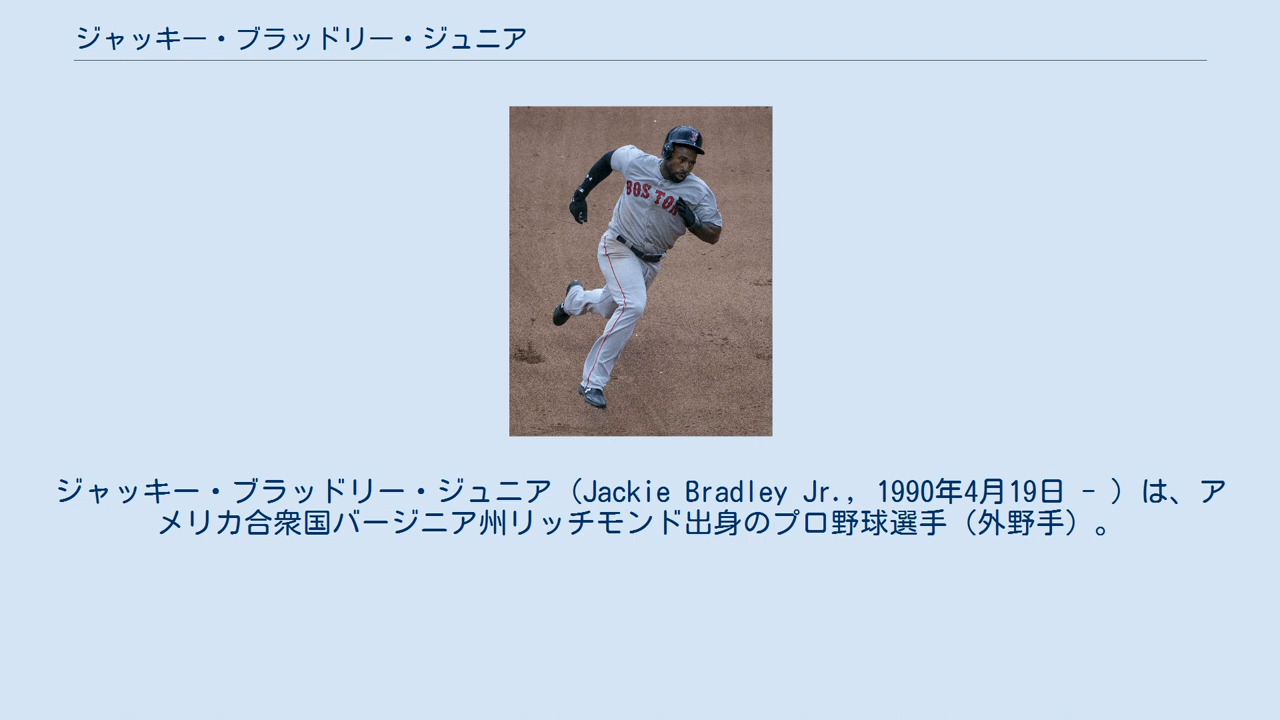 ジャッキー・ブラッドリー・ジュニア
BOSTON
ジャッキー・ブラッドリー・ジュニア（Jackie Bradley Jr., 1990年4月19日 - ）は、ア
メリカ合衆国バージニア州リッチモンド出身のプロ野球選手（外野手）。